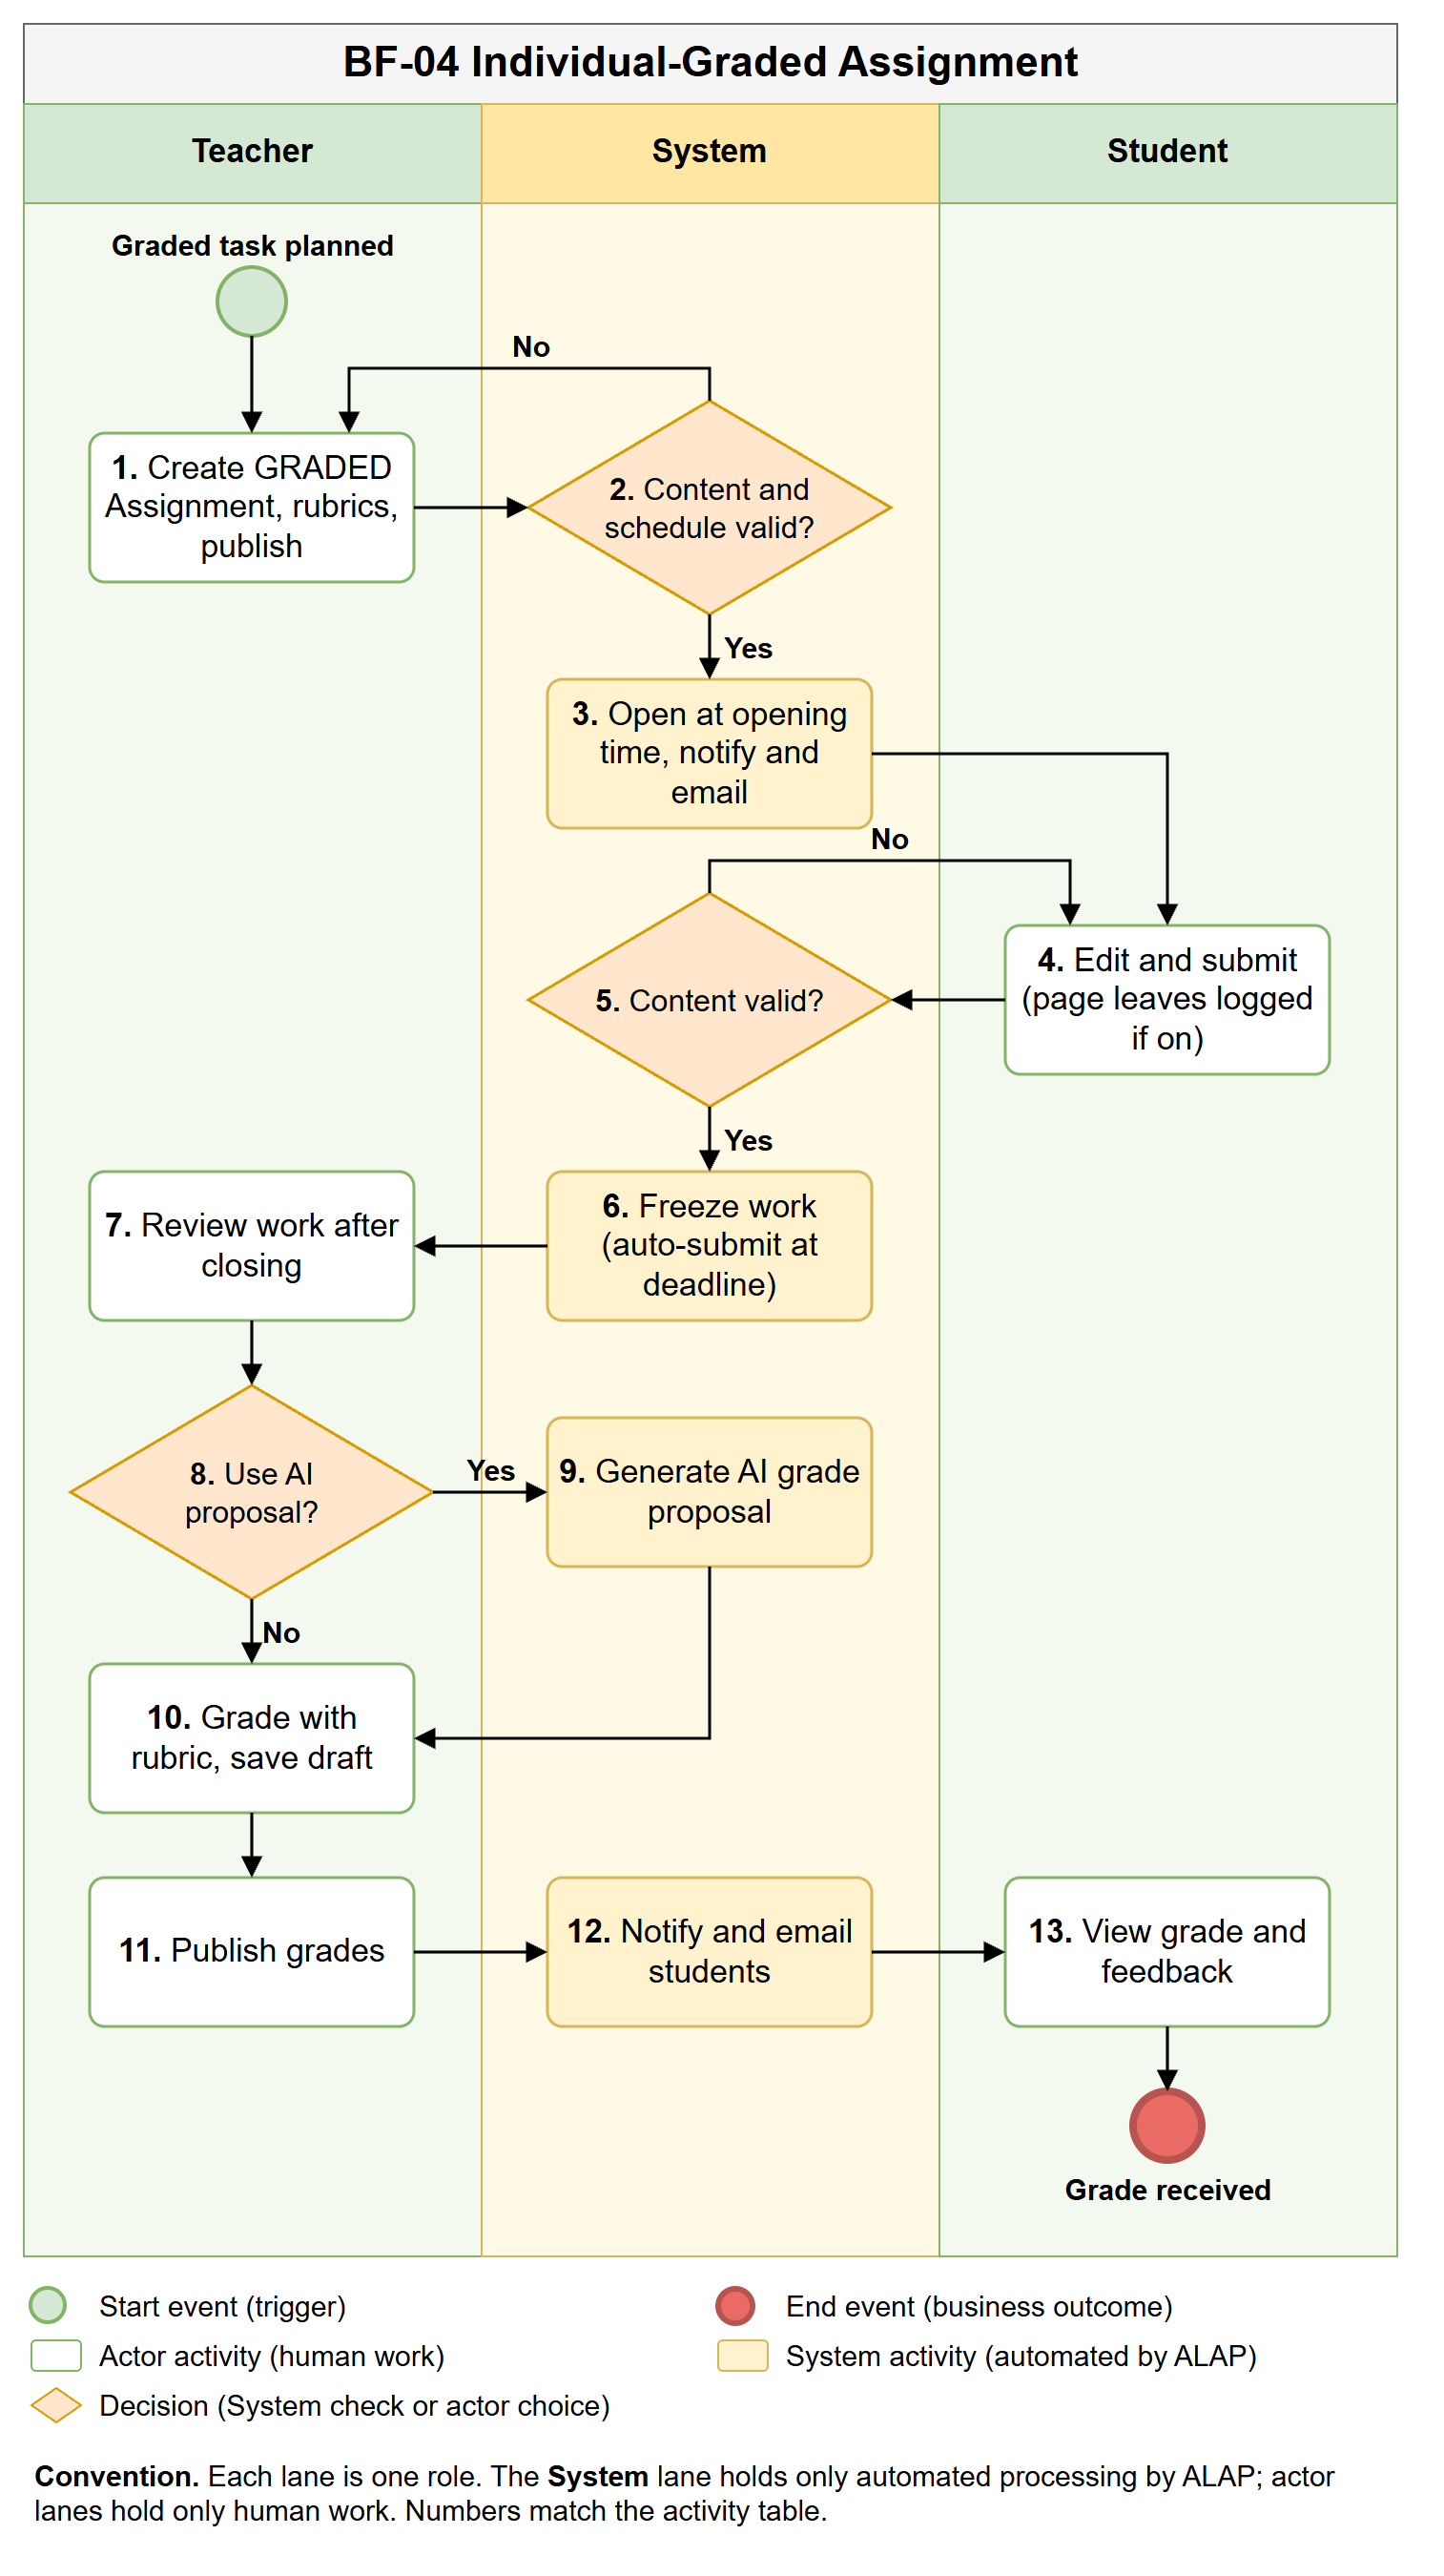 BF-04 Individual-Graded Assignment
Teacher
System
Student
Graded task planned
No
1. Create GRADED
Assignment, rubrics,
publish
2. Content and
schedule valid?
Yes
3. Open at opening
time, notify and
email
No
4. Edit and submit
(page leaves logged
if on)
5. Content valid?
Yes
6. Freeze work
(auto-submit at
deadline)
7. Review work after
closing
8. Use AI
proposal?
Yes
9. Generate AI grade
proposal
No
10. Grade with
rubric, save draft
11. Publish grades
12. Notify and email
students
13. View grade and
feedback
Grade received
Start event (trigger)
End event (business outcome)
Actor activity (human work)
System activity (automated by ALAP)
Decision (System check or actor choice)
Convention. Each lane is one role. The System lane holds only automated processing by ALAP; actor
lanes hold only human work. Numbers match the activity table.